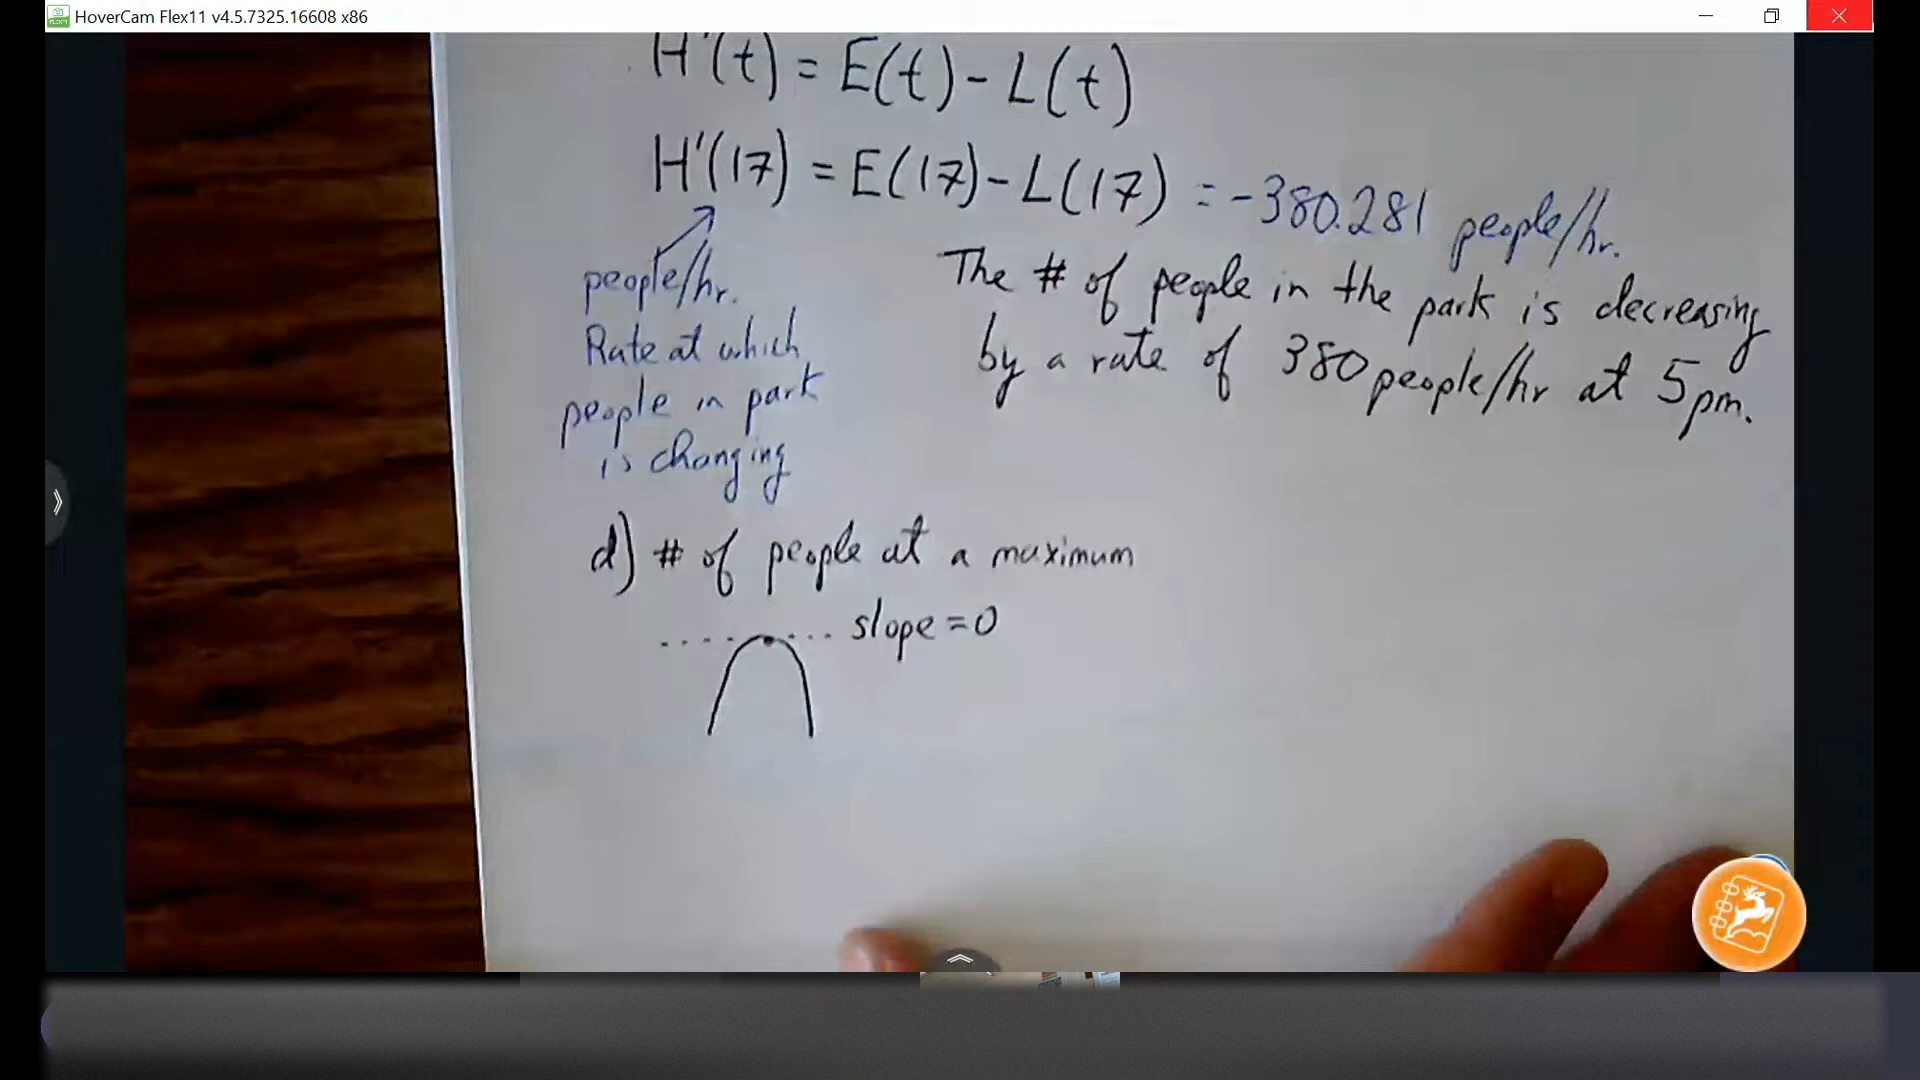 HoverCam Flex11 v4.5.7325.16608 x86
H'(t) = E(t) - L(t)
H'(17) = E(17) - L(17) = -380.281 people/hr.
people/hr.
Rate at which
people in park
is changing
The # of people in the park is decreasing
by a rate of 380 people/hr at 5pm.
d) # of people at a maximum
slope = 0